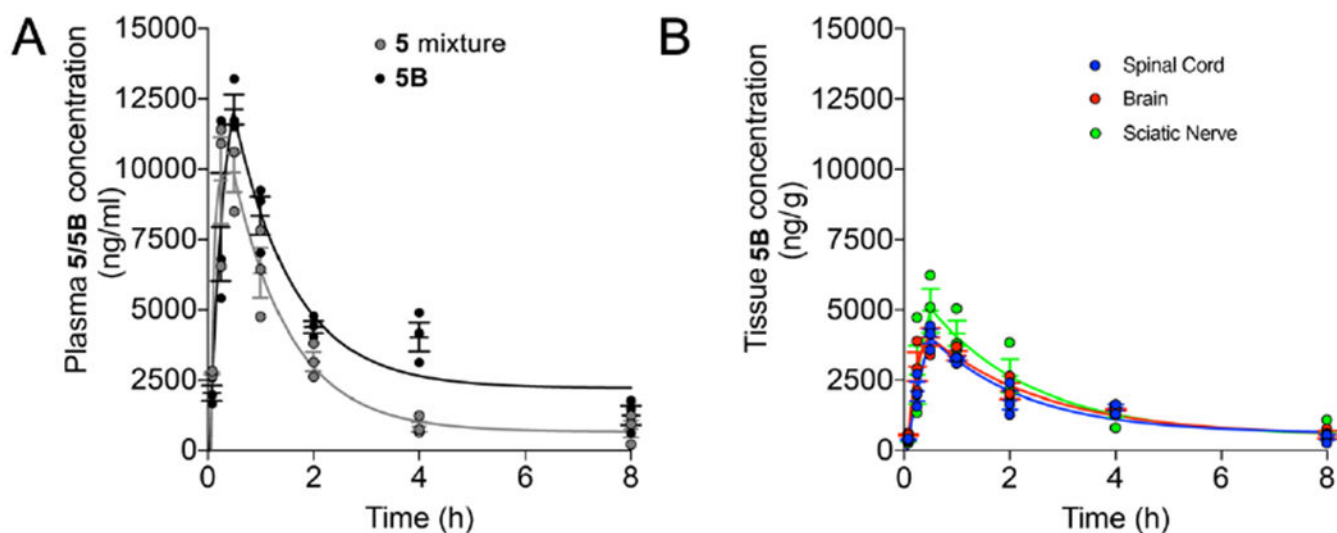 A
Plasma 5/5B concentration
(ng/ml)
15000
12500
10000
7500
5000
2500
0
5 mixture
5B
0
2
4
6
8
Time (h)
B
Tissue 5B concentration
(ng/g)
15000
12500
10000
7500
5000
2500
0
Spinal Cord
Brain
Sciatic Nerve
0
2
4
6
8
Time (h)